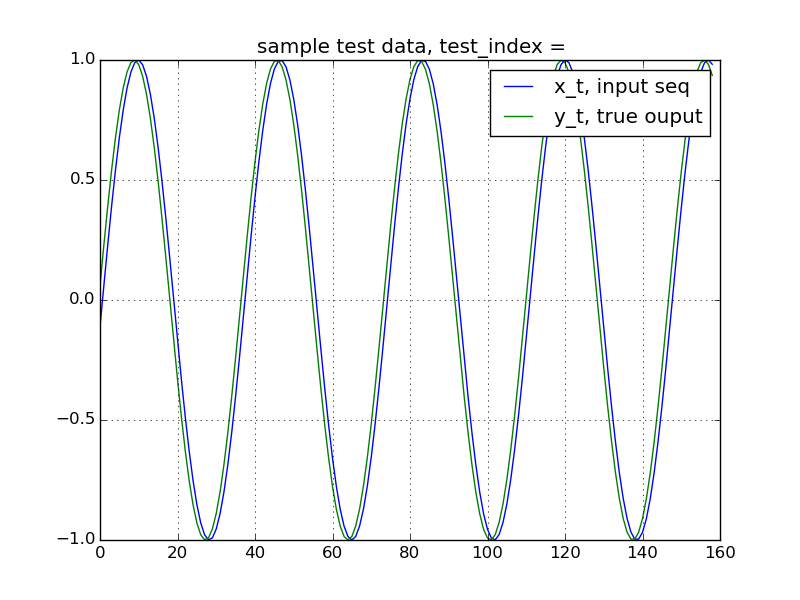 sample test data, test_index =
x_t, input seq
y_t, true ouput
1.0
0.5
0.0
−0.5
−1.0
0 20 40 60 80 100 120 140 160